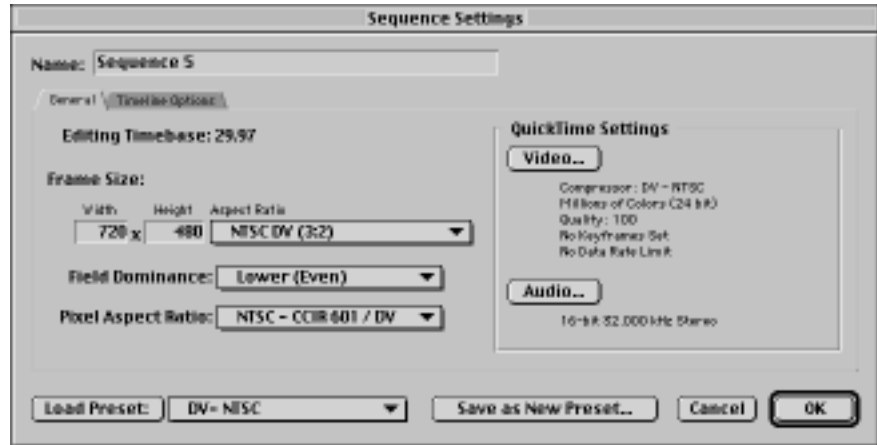 Sequence Settings
Name: Sequence 5
General Timeline Options
Editing Timebase: 29.97
Frame Size:
Width Height Aspect Ratio
720 x 480 NTSC DV (3:2)
Field Dominance: Lower (Even)
Pixel Aspect Ratio: NTSC - CCIR 601 / DV
QuickTime Settings
Video...
Compressor: DV - NTSC
Millions of Colors (24 bit)
Quality: 100
No Keyframes Set
No Data Rate Limit
Audio...
16-bit 32.000 kHz Stereo
Load Preset: DV- NTSC
Save as New Preset...
Cancel
OK